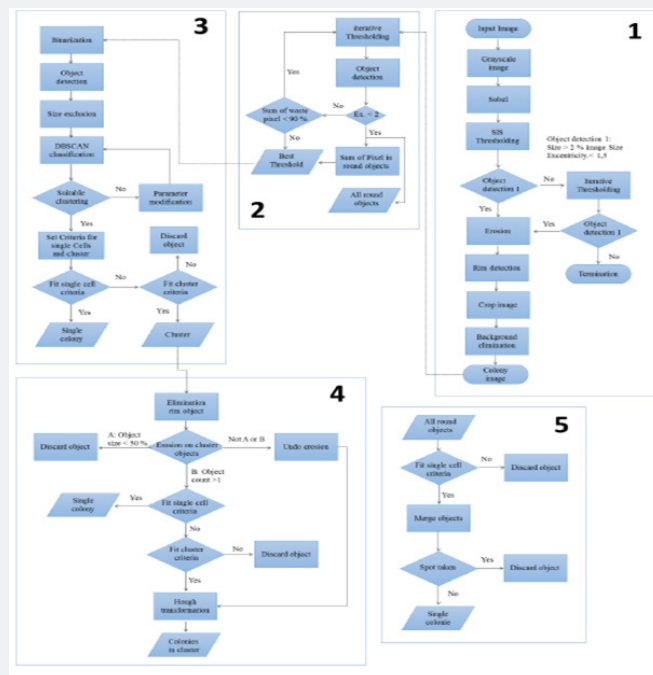 3
Binarization
Object
detection
Size exclusion
DBSCAN
classification
Suitable
clustering
No
Parameter
modification
Yes
Set Criteria for
single Cells
and cluster
Discard
object
No
Fit single cell
criteria
No
Fit cluster
criteria
Yes
Yes
Single
colony
Cluster
2
Iterative
Thresholding
Object
detection
Yes
Sum of waste
pixel < 90 %
No
Ex. < 2
No
Yes
Best
Threshold
Sum of Pixel in
round objects
All round
objects
1
Input Image
Grayscale
image
Sobel
SIS
Thresholding
Object detection 1:
Size > 2 % image Size
Encentricity.< 1,5
Object
detection 1
No
Iterative
Thresholding
Yes
Erosion
Yes
Object
detection 1
No
Rim detection
Termination
Crop image
Background
elimination
Colony
image
4
Elimination
rim object
A: Object
size < 50 %
Not A or B
Discard object
Erosion on cluster
objects
Undo erosion
B: Object
count >1
Single
colony
Yes
Fit single cell
criteria
No
Fit cluster
criteria
No
Discard object
Yes
Hough
transformation
Colonies
in cluster
5
All round
objects
Fit single cell
criteria
No
Discard object
Yes
Merge objects
Spot taken
Yes
Discard object
No
Single
colonie